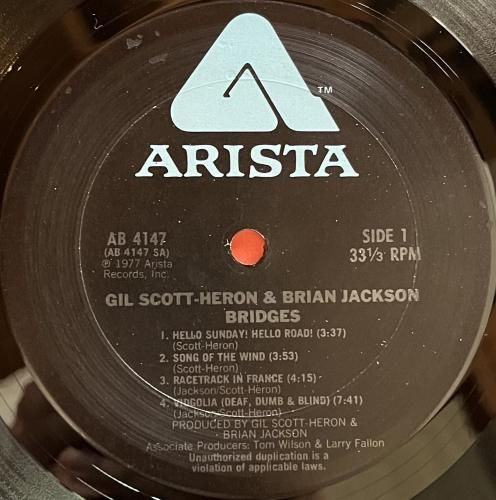 TM
ARISTA
AB 4147
(AB 4147 SA)
℗ 1977 Arista
Records, Inc.
SIDE 1
33⅓ RPM
GIL SCOTT-HERON & BRIAN JACKSON
BRIDGES
1. HELLO SUNDAY! HELLO ROAD! (3:37)
(Scott-Heron)
2. SONG OF THE WIND (3:53)
(Scott-Heron)
3. RACETRACK IN FRANCE (4:15)
(Jackson/Scott-Heron)
4. VIDGOLIA (DEAF, DUMB & BLIND) (7:41)
(Jackson/Scott-Heron)
PRODUCED BY GIL SCOTT-HERON &
BRIAN JACKSON
Associate Producers: Tom Wilson & Larry Fallon
Unauthorized duplication is a
violation of applicable laws.